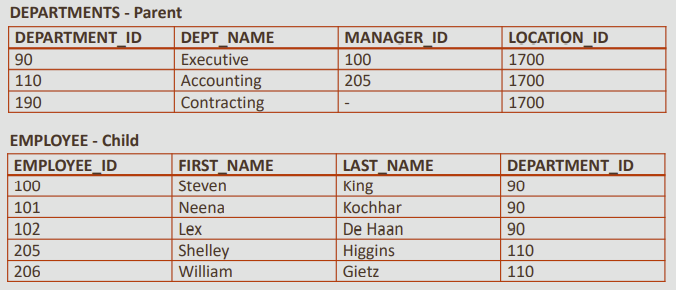 DEPARTMENTS - Parent
DEPARTMENT_ID DEPT_NAME MANAGER_ID LOCATION_ID
90 Executive 100 1700
110 Accounting 205 1700
190 Contracting - 1700
EMPLOYEE - Child
EMPLOYEE_ID FIRST_NAME LAST_NAME DEPARTMENT_ID
100 Steven King 90
101 Neena Kochhar 90
102 Lex De Haan 90
205 Shelley Higgins 110
206 William Gietz 110